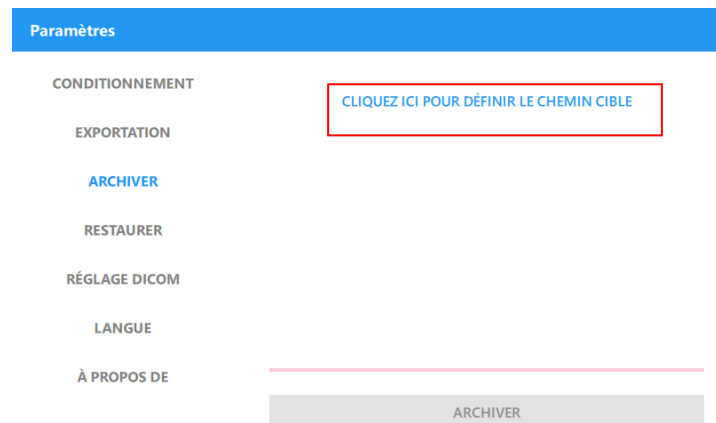 Paramètres
CONDITIONNEMENT
EXPORTATION
ARCHIVER
RESTAURER
RÉGLAGE DICOM
LANGUE
À PROPOS DE
CLIQUEZ ICI POUR DÉFINIR LE CHEMIN CIBLE
ARCHIVER